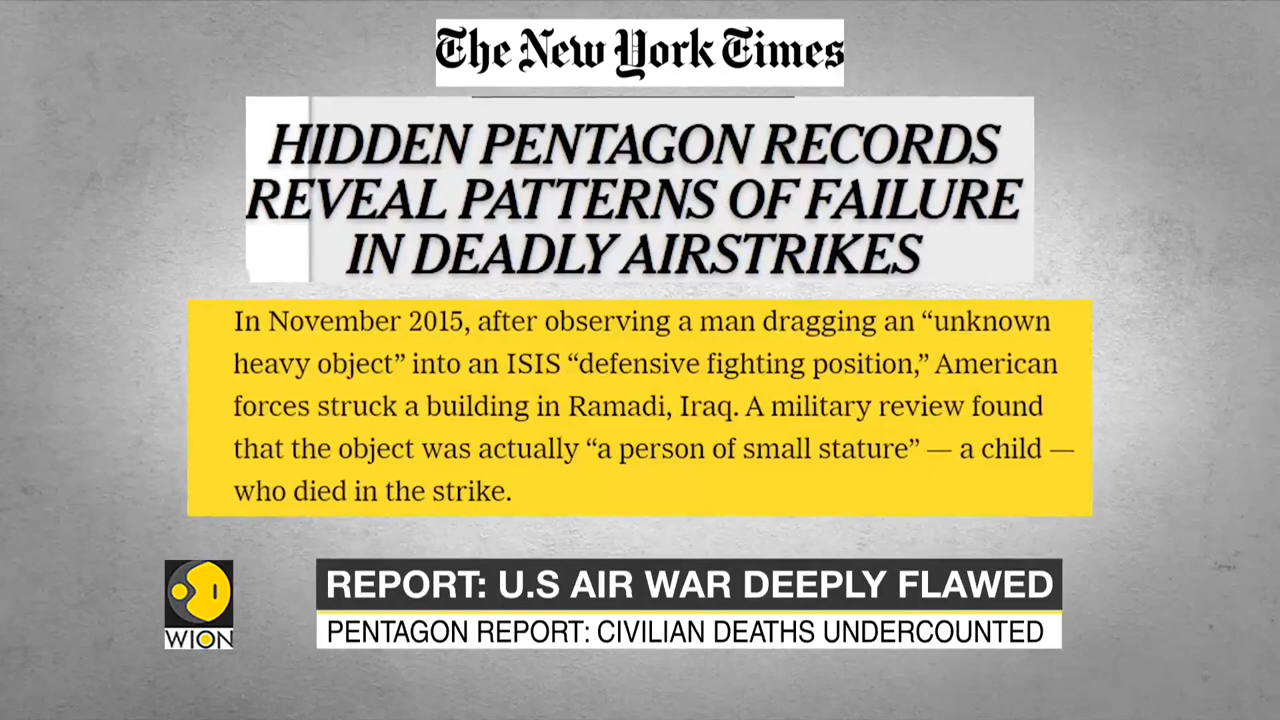 The New York Times
HIDDEN PENTAGON RECORDS
REVEAL PATTERNS OF FAILURE
IN DEADLY AIRSTRIKES
In November 2015, after observing a man dragging an “unknown
heavy object” into an ISIS “defensive fighting position,” American
forces struck a building in Ramadi, Iraq. A military review found
that the object was actually “a person of small stature” — a child —
who died in the strike.
REPORT: U.S AIR WAR DEEPLY FLAWED
WION
PENTAGON REPORT: CIVILIAN DEATHS UNDERCOUNTED